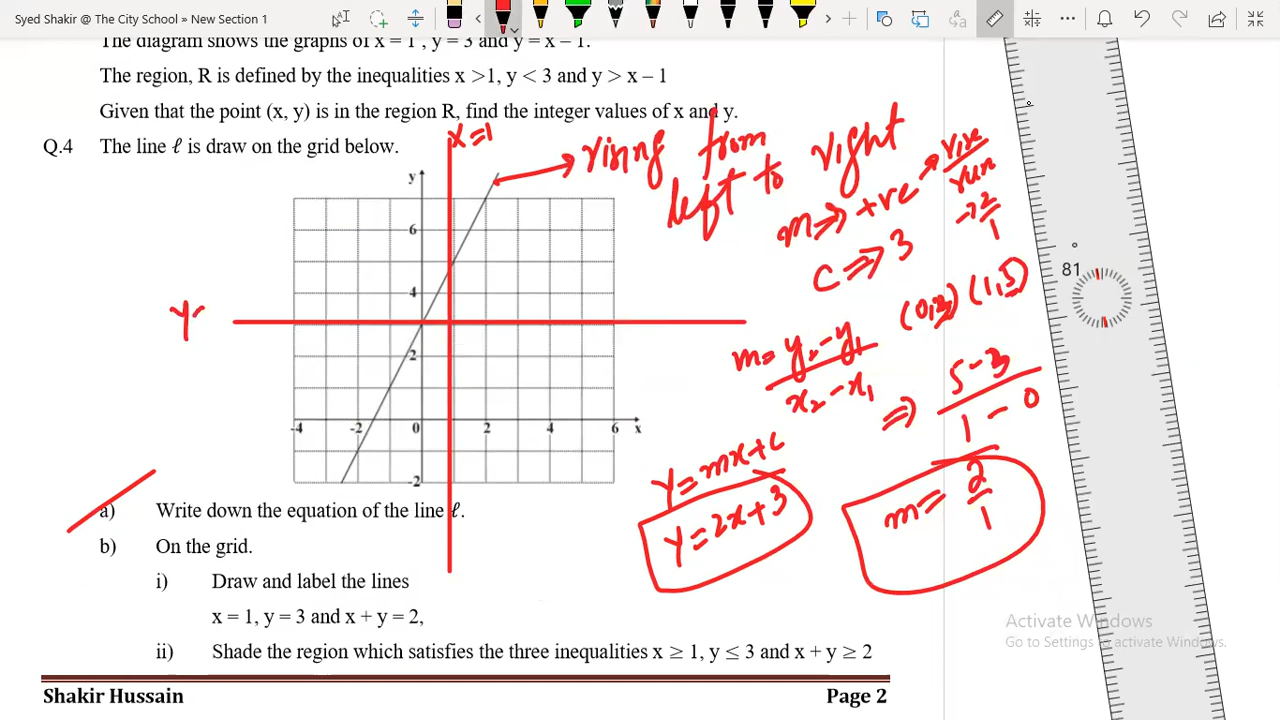 Syed Shakir @ The City School » New Section 1
The diagram shows the graphs of x = 1 , y = 3 and y = x – 1.
The region, R is defined by the inequalities x >1, y < 3 and y > x – 1
Given that the point (x, y) is in the region R, find the integer values of x and y.
Q.4 The line ℓ is draw on the grid below.
x=1
rising from
left to right
m⇒ +ve → rise/run
→ 2/1
C ⇒ 3
(0,3) (1,5)
y
6
4
2
-4 -2 0 2 4 6 x
-2
y=
81
m= y₂-y₁/x₂-x₁
⇒ 5-3/1-0
m= 2/1
y=mx+c
y=2x+3
a) Write down the equation of the line ℓ.
b) On the grid.
i) Draw and label the lines
x = 1, y = 3 and x + y = 2,
ii) Shade the region which satisfies the three inequalities x ≥ 1, y ≤ 3 and x + y ≥ 2
Activate Windows
Go to Settings to activate Windows.
Shakir Hussain Page 2